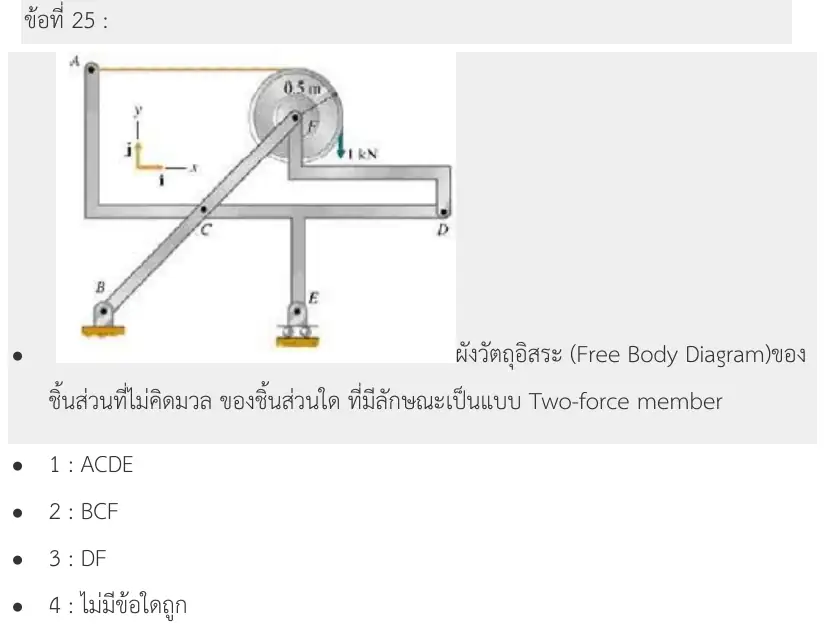 ข้อที่ 25 :
A
0.5 m
y
F
j
1 kN
x
i
C
D
B
E
ผังวัตถุอิสระ (Free Body Diagram)ของ
ชิ้นส่วนที่ไม่คิดมวล ของชิ้นส่วนใด ที่มีลักษณะเป็นแบบ Two-force member
1 : ACDE
2 : BCF
3 : DF
4 : ไม่มีข้อใดถูก